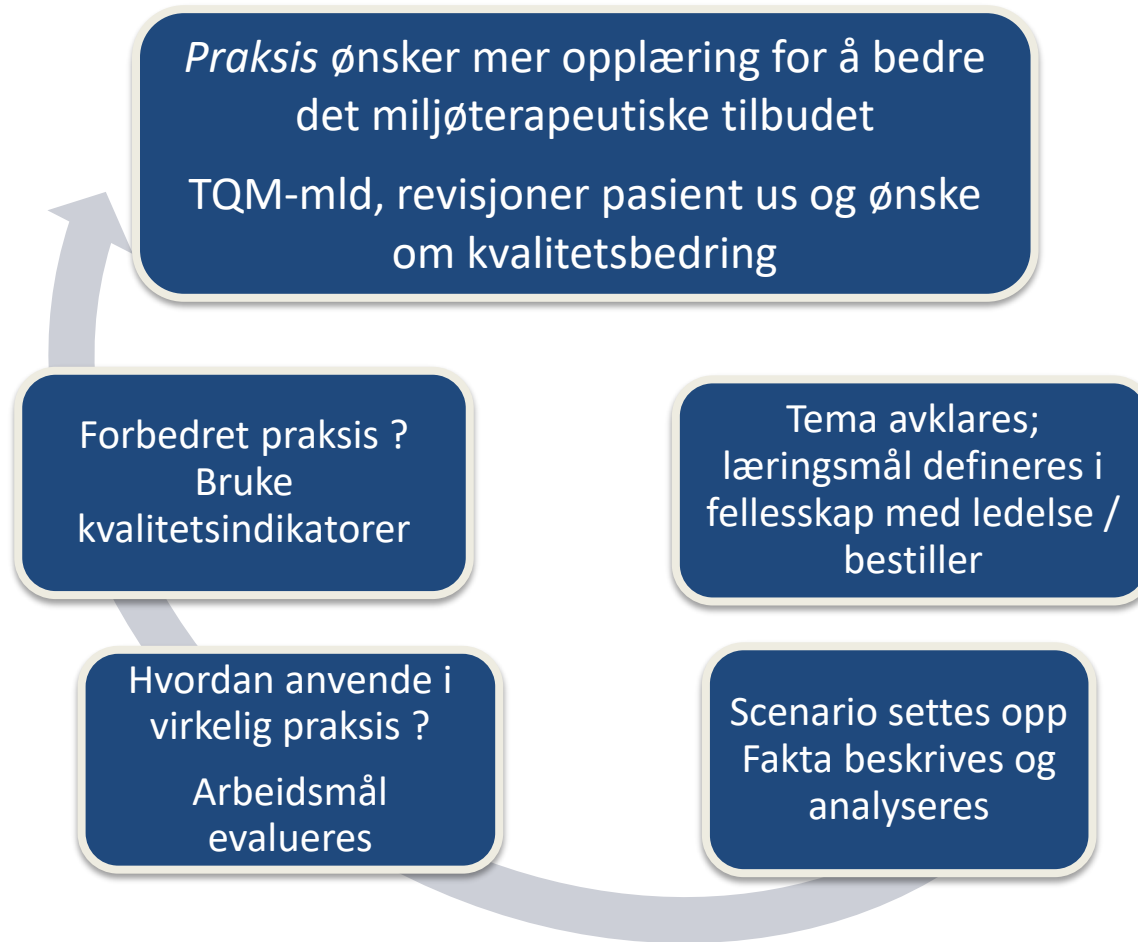 Praksis ønsker mer opplæring for å bedre
det miljøterapeutiske tilbudet
TQM-mld, revisjoner pasient us og ønske
om kvalitetsbedring
Tema avklares;
læringsmål defineres i
fellesskap med ledelse /
bestiller
Scenario settes opp
Fakta beskrives og
analyseres
Hvordan anvende i
virkelig praksis ?
Arbeidsmål
evalueres
Forbedret praksis ?
Bruke
kvalitetsindikatorer